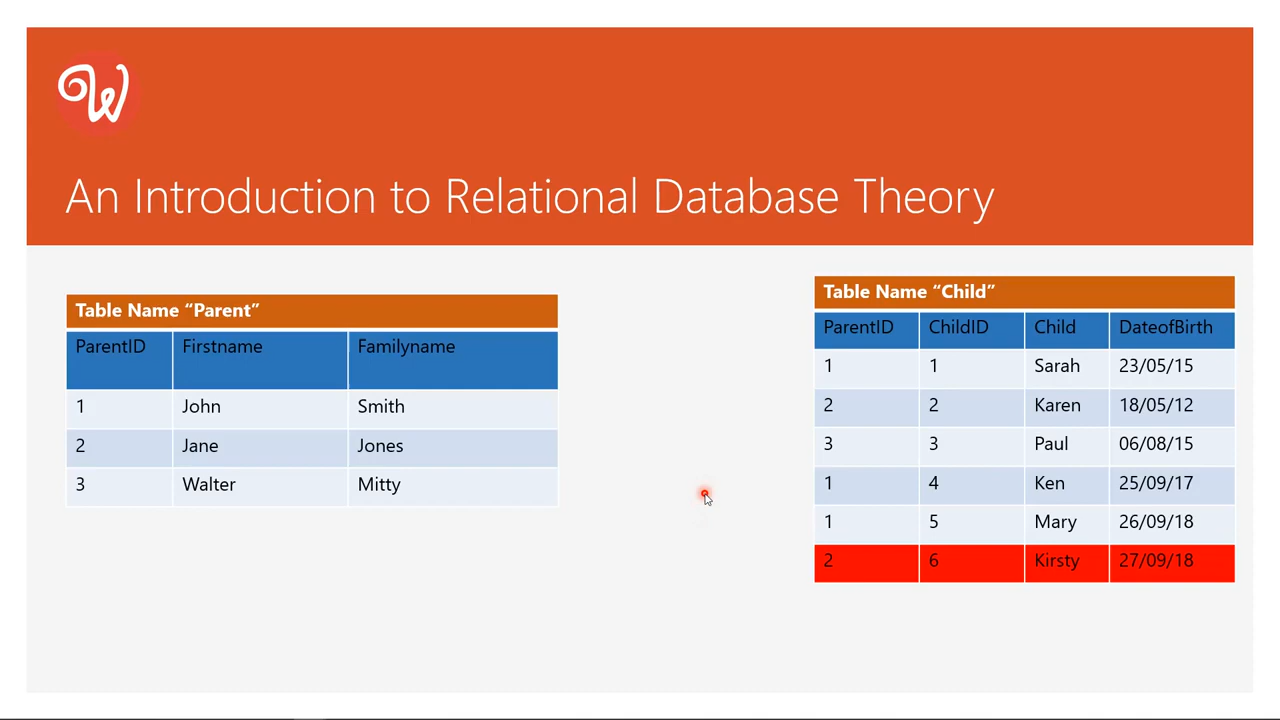 W
An Introduction to Relational Database Theory
Table Name “Parent”
ParentID Firstname Familyname
1 John Smith
2 Jane Jones
3 Walter Mitty
Table Name “Child”
ParentID ChildID Child DateofBirth
1 1 Sarah 23/05/15
2 2 Karen 18/05/12
3 3 Paul 06/08/15
1 4 Ken 25/09/17
1 5 Mary 26/09/18
2 6 Kirsty 27/09/18